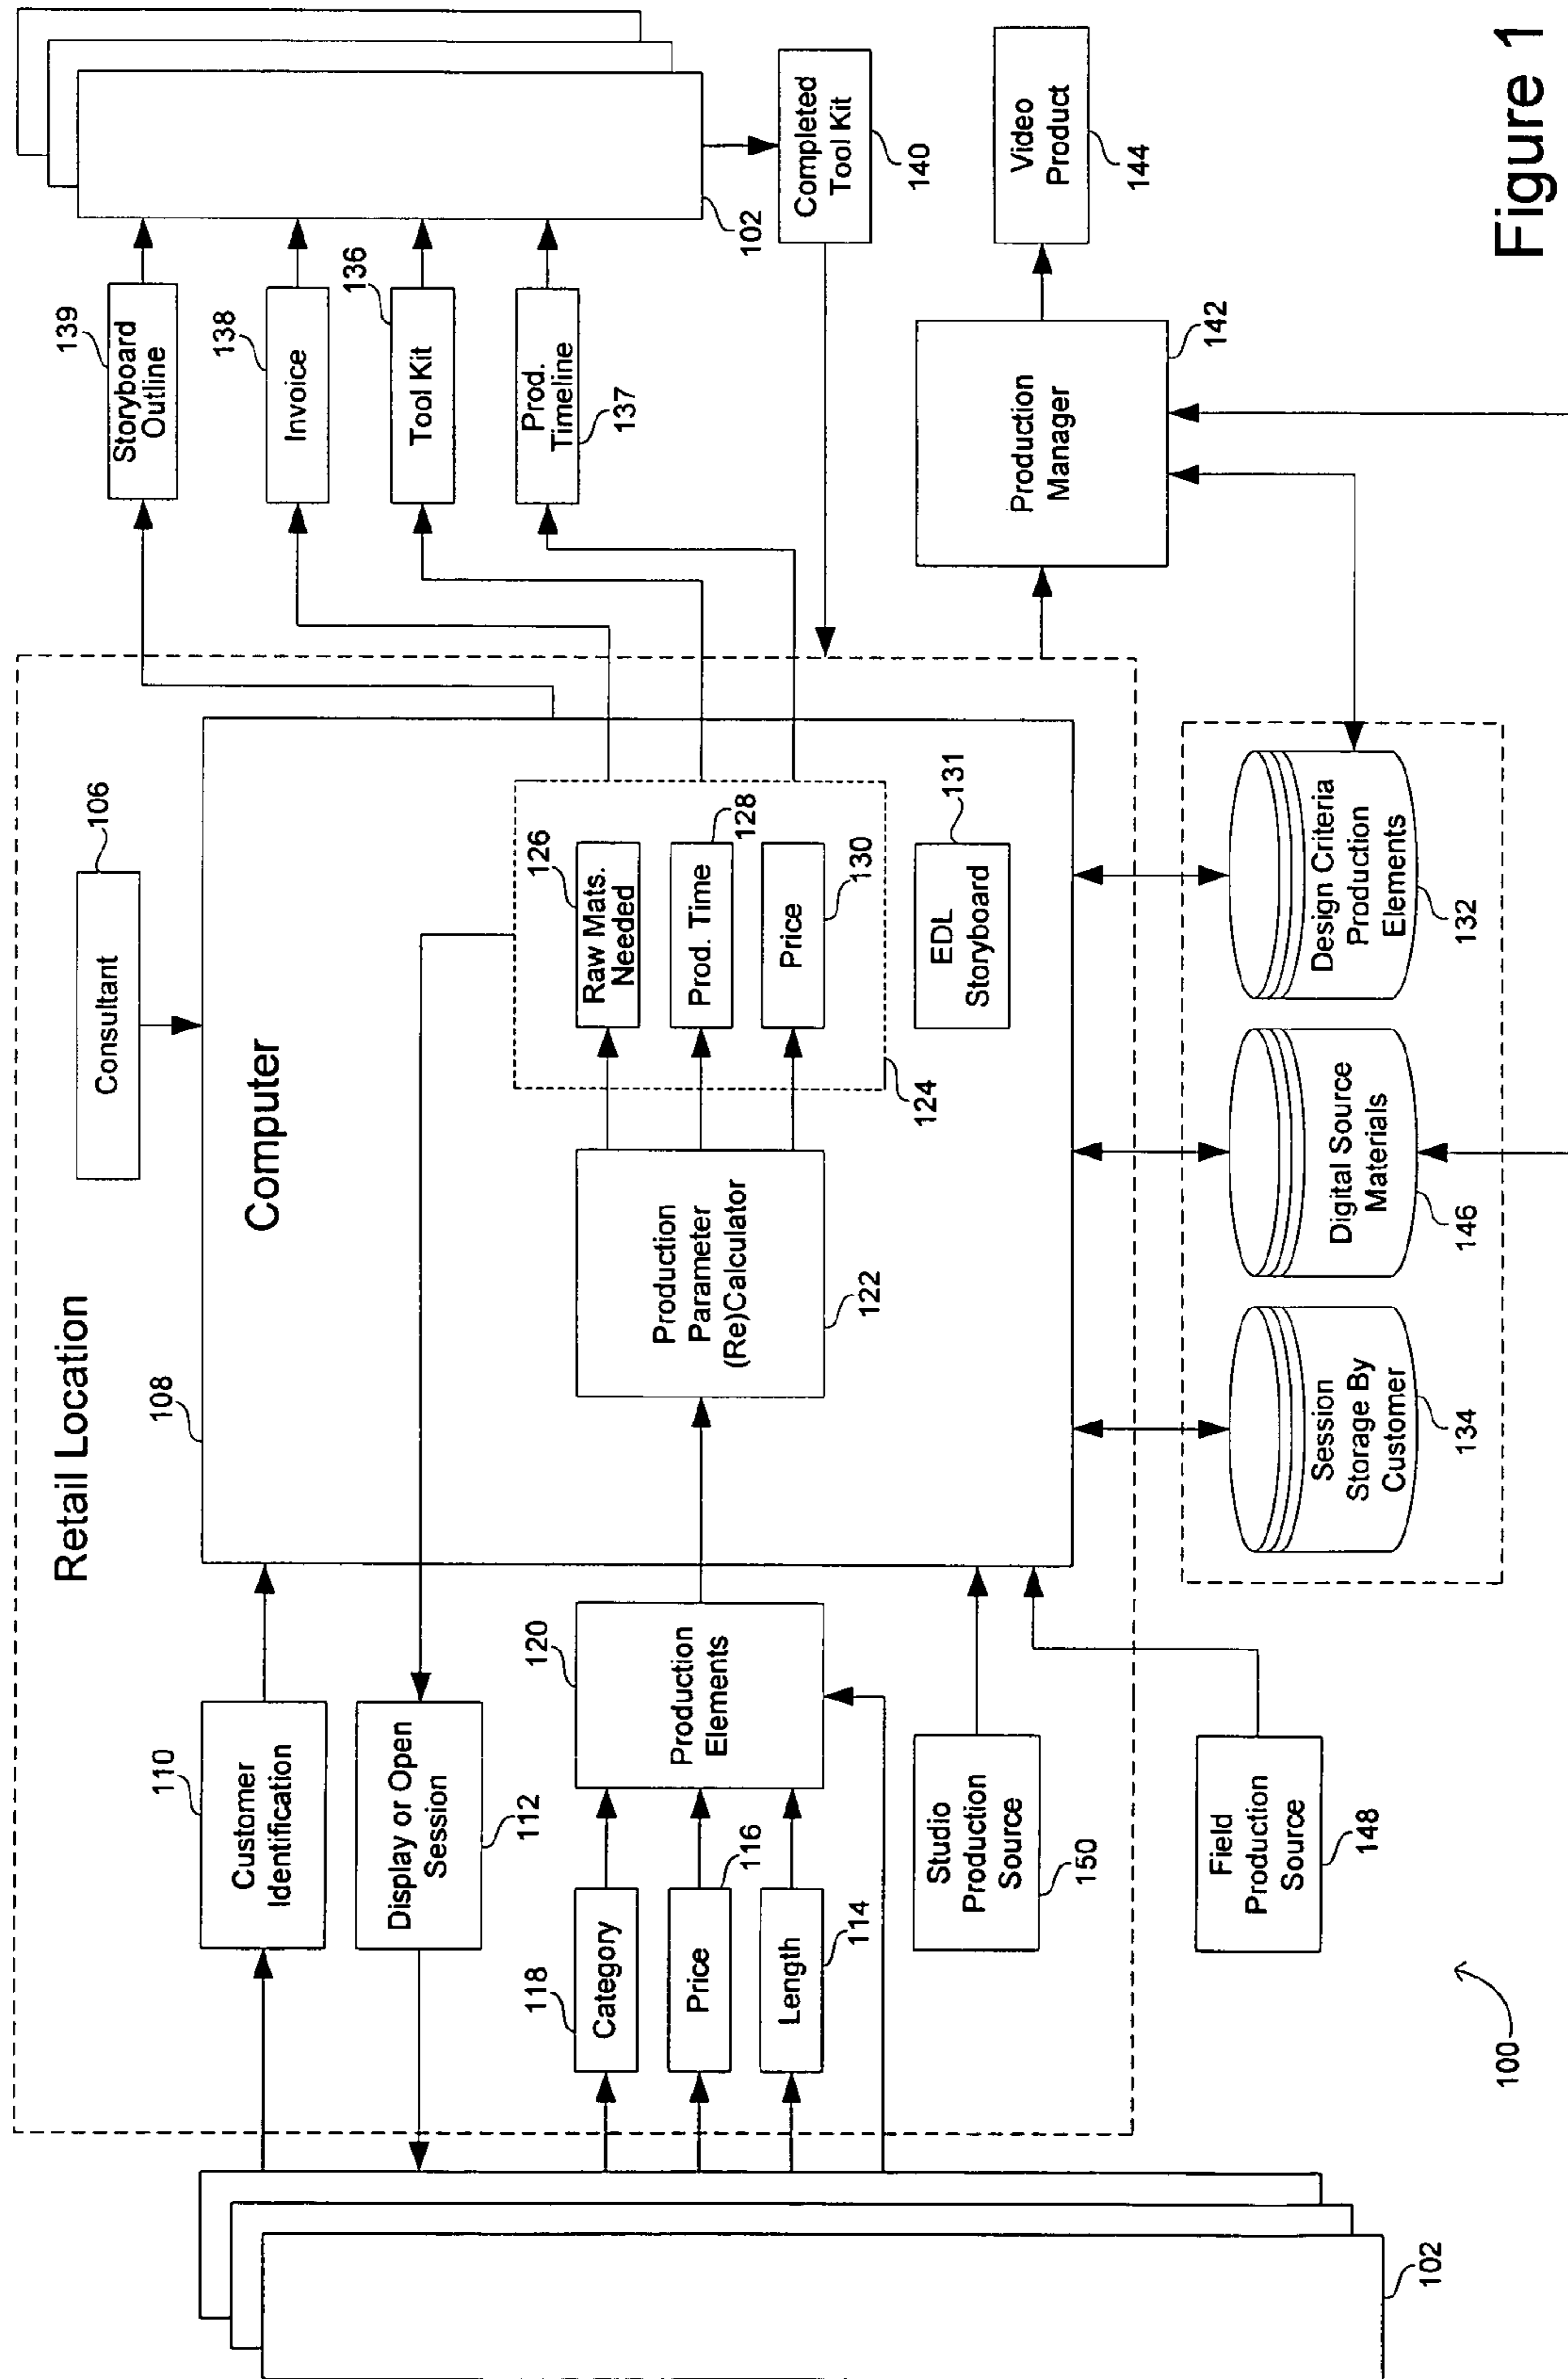 Retail Location
106
Consultant
108
Computer
110
Customer
Identification
Display or Open
Session
112
118
Category
Price
116
Length
114
120
Production
Elements
Production
Parameter
(Re)Calculator
122
126
Raw Mats.
Needed
Prod. Time
128
Price
130
124
EDL
Storyboard
131
Studio
Production
Source
150
Field
Production
Source
148
Session
Storage By
Customer
134
Digital Source
Materials
146
Design Criteria
Production
Elements
132
139
Storyboard
Outline
138
Invoice
136
Tool Kit
Prod.
Timeline
137
102
Completed
Tool Kit
140
Production
Manager
142
Video
Product
144
102
100
Figure 1